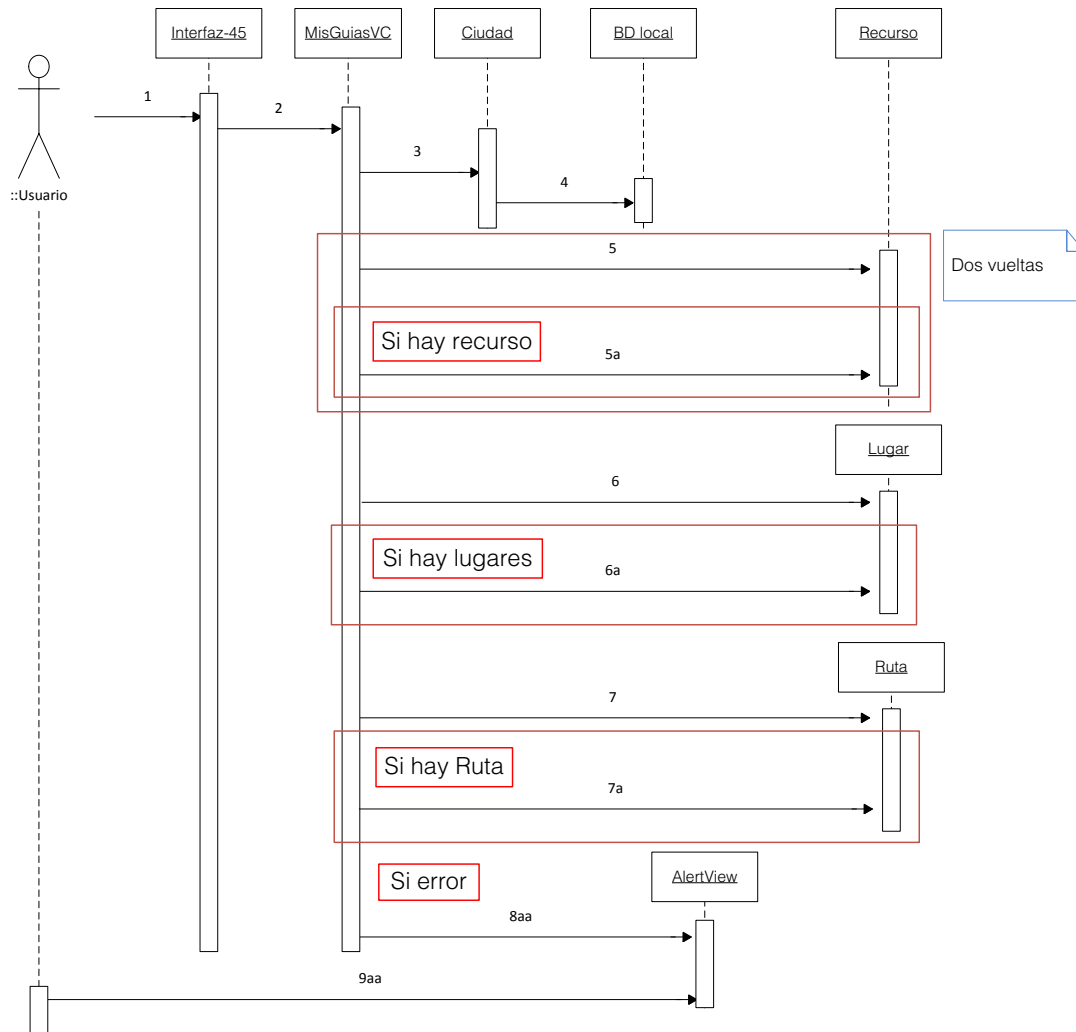 Interfaz-45
MisGuiasVC
Ciudad
BD local
Recurso
::Usuario
1
2
3
4
5
Dos vueltas
Si hay recurso
5a
Lugar
6
Si hay lugares
6a
Ruta
7
Si hay Ruta
7a
Si error
AlertView
8aa
9aa